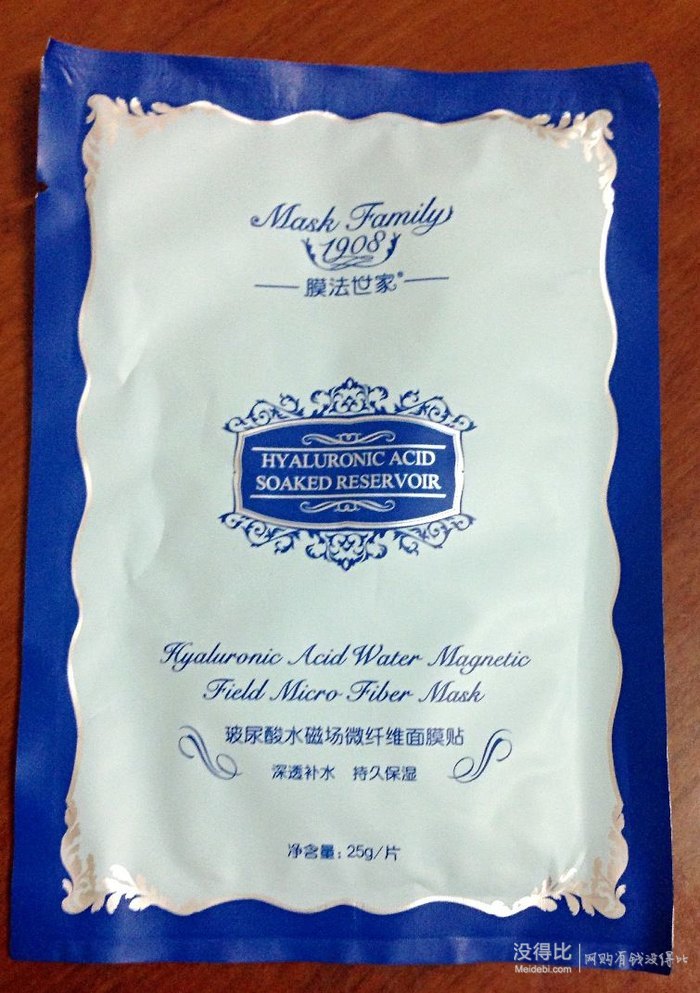 Mask Family
1908
膜法世家®
HYALURONIC ACID
SOAKED RESERVOIR
Hyaluronic Acid Water Magnetic
Field Micro Fiber Mask
玻尿酸水磁场微纤维面膜贴
深透补水 持久保湿
净含量：25g/片
没得比 网购有钱没得比
Meidebi.com